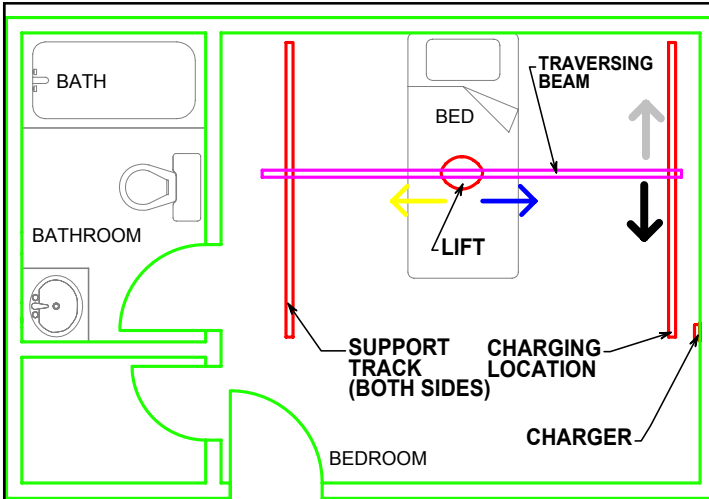 BATH
TRAVERSING
BEAM
BED
BATHROOM
LIFT
SUPPORT
TRACK
(BOTH SIDES)
CHARGING
LOCATION
CHARGER
BEDROOM